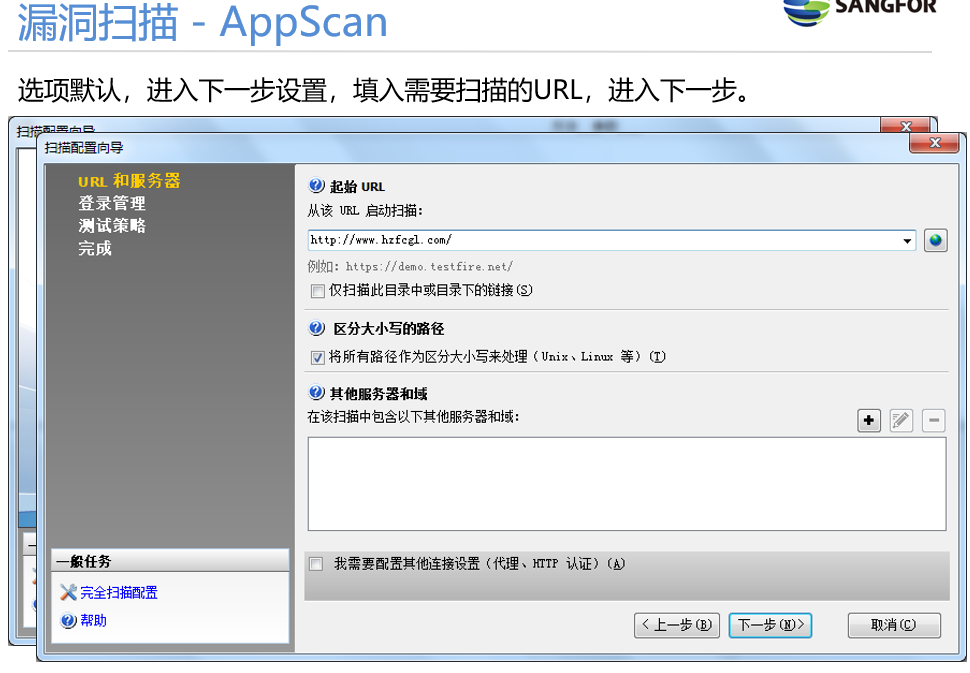 漏洞扫描 - AppScan
SANGFOR
选项默认，进入下一步设置，填入需要扫描的URL，进入下一步。
扫描配置向导
扫描配置向导
URL 和服务器
登录管理
测试策略
完成
起始 URL
从该 URL 启动扫描:
http://www.hzfcgl.com/
例如: https://demo.testfire.net/
仅扫描此目录中或目录下的链接(S)
区分大小写的路径
将所有路径作为区分大小写来处理（Unix、Linux 等）(T)
其他服务器和域
在该扫描中包含以下其他服务器和域:
我需要配置其他连接设置（代理、HTTP 认证）(A)
一般任务
完全扫描配置
帮助
<上一步(B)
下一步(N)>
取消(C)